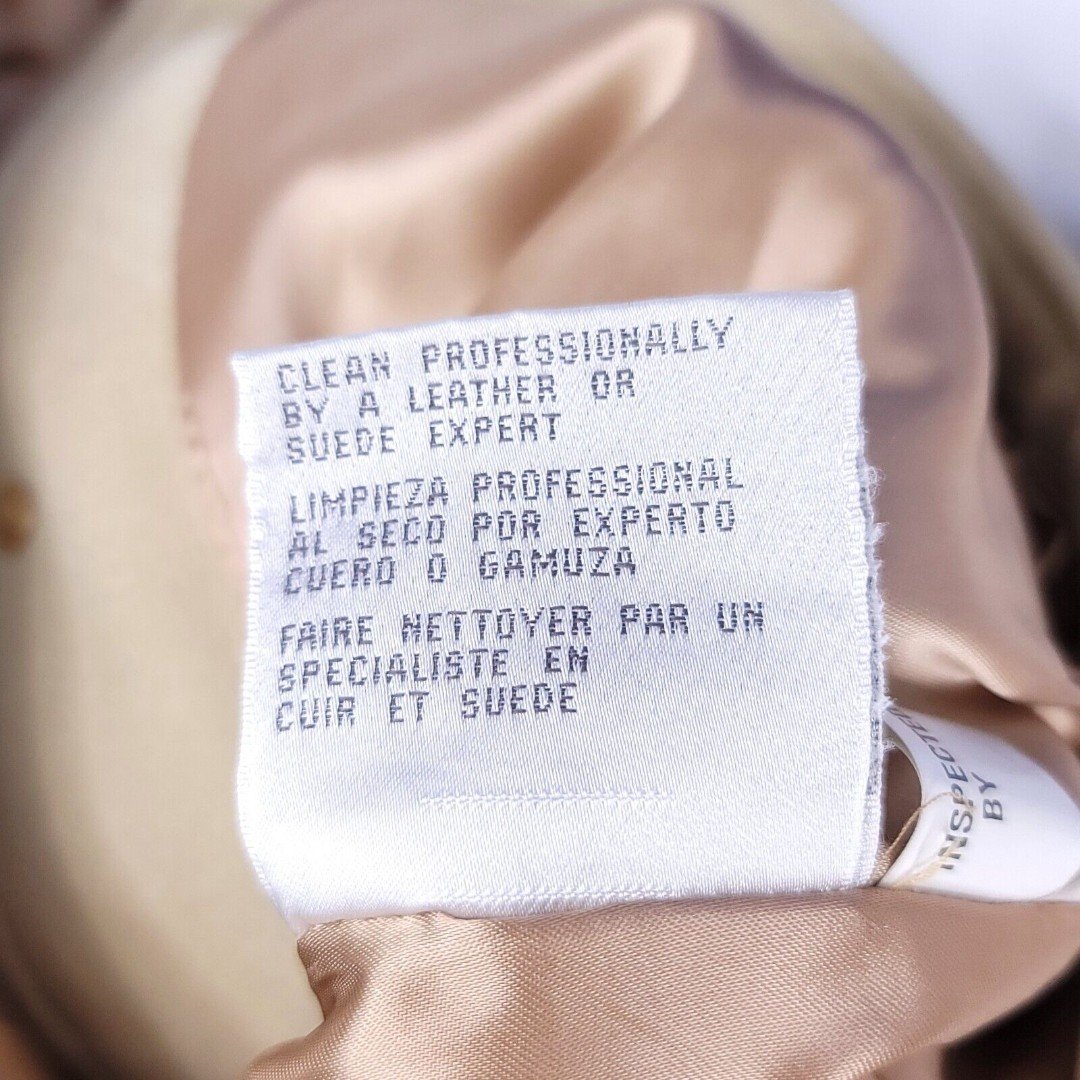 CLEAN PROFESSIONALLY
BY A LEATHER OR
SUEDE EXPERT
LIMPIEZA PROFESSIONAL
AL SECO POR EXPERTO
CUERO O GAMUZA
FAIRE NETTOYER PAR UN
SPECIALISTE EN
CUIR ET SUEDE
INSPECTED
BY